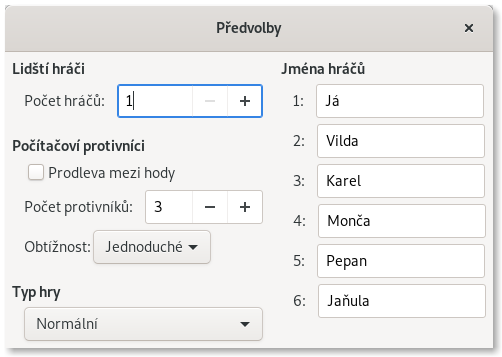 Předvolby
Lidští hráči
Počet hráčů: 1
Počítačoví protivníci
Prodleva mezi hody
Počet protivníků: 3
Obtížnost: Jednoduché
Typ hry
Normální
Jména hráčů
1: Já
2: Vilda
3: Karel
4: Monča
5: Pepan
6: Jaňula